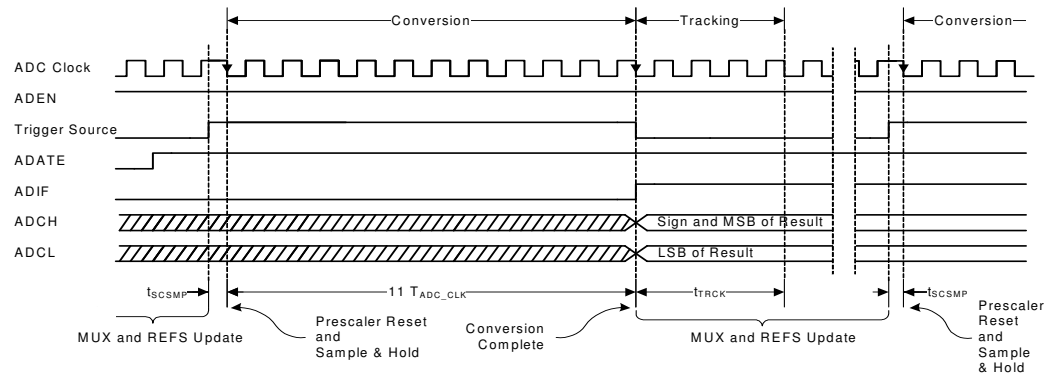 Conversion
Tracking
Conversion
ADC Clock
ADEN
Trigger Source
ADATE
ADIF
ADCH
Sign and MSB of Result
ADCL
LSB of Result
tSCSMP
11 TADC_CLK
tTRCK
tSCSMP
MUX and REFS Update
Prescaler Reset
and
Sample & Hold
Conversion
Complete
MUX and REFS Update
Prescaler
Reset
and
Sample
& Hold